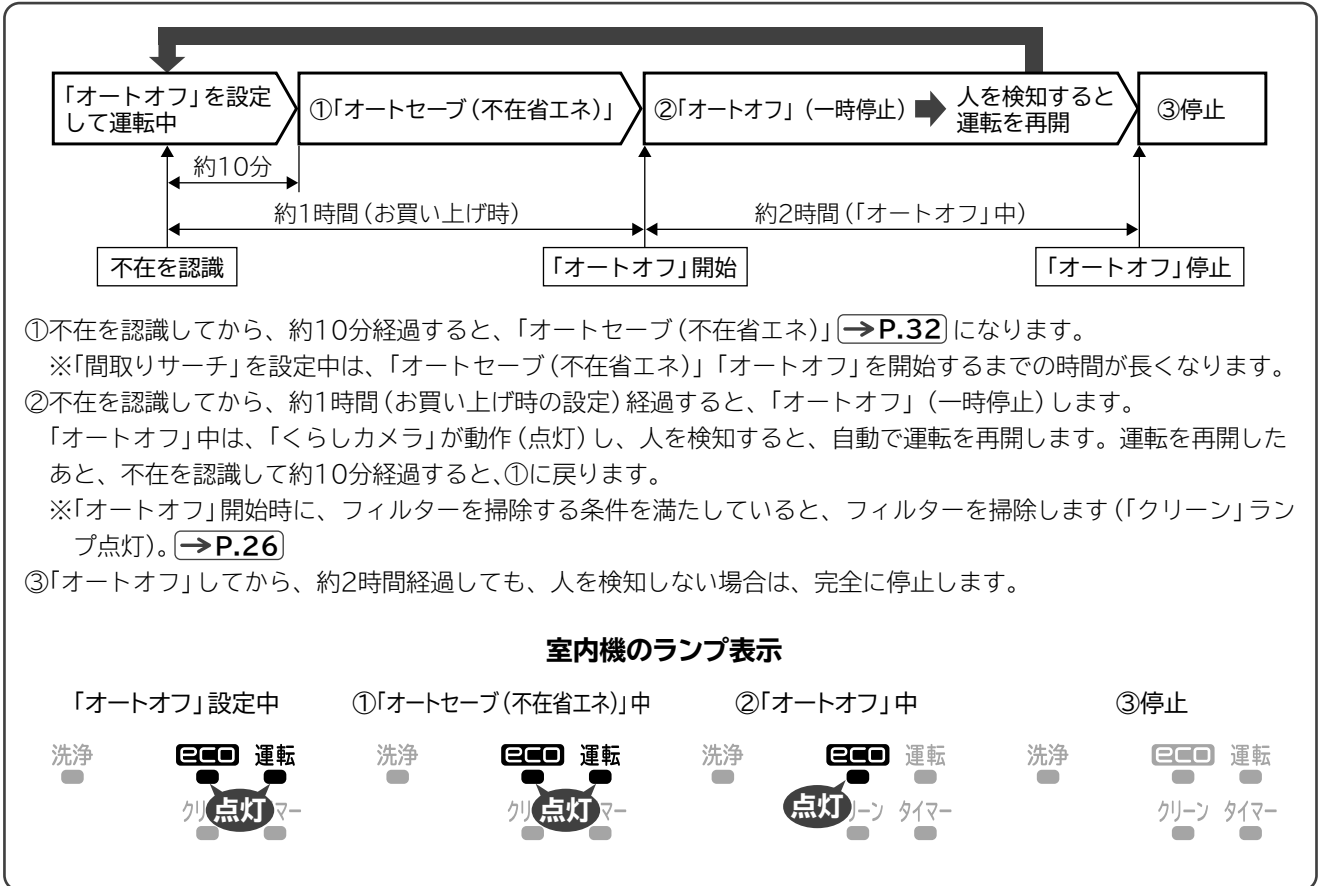 「オートオフ」を設定
して運転中
①「オートセーブ(不在省エネ)」
②「オートオフ」(一時停止)
人を検知すると
運転を再開
③停止
約10分
約1時間(お買い上げ時)
約2時間(「オートオフ」中)
不在を認識
「オートオフ」開始
「オートオフ」停止
①不在を認識してから、約10分経過すると、「オートセーブ(不在省エネ)」→P.32になります。
※「間取りサーチ」を設定中は、「オートセーブ(不在省エネ)」「オートオフ」を開始するまでの時間が長くなります。
②不在を認識してから、約1時間(お買い上げ時の設定)経過すると、「オートオフ」(一時停止)します。
「オートオフ」中は、「くらしカメラ」が動作(点灯)し、人を検知すると、自動で運転を再開します。運転を再開した
あと、不在を認識して約10分経過すると、①に戻ります。
※「オートオフ」開始時に、フィルターを掃除する条件を満たしていると、フィルターを掃除します(「クリーン」ラン
プ点灯)。→P.26
③「オートオフ」してから、約2時間経過しても、人を検知しない場合は、完全に停止します。
室内機のランプ表示
「オートオフ」設定中
①「オートセーブ(不在省エネ)」中
②「オートオフ」中
③停止
洗浄 eco 運転
洗浄 eco 運転
洗浄 eco 運転
洗浄 eco 運転
クリ 点灯 マー
クリ 点灯 マー
点灯 リーン タイマー
クリーン タイマー